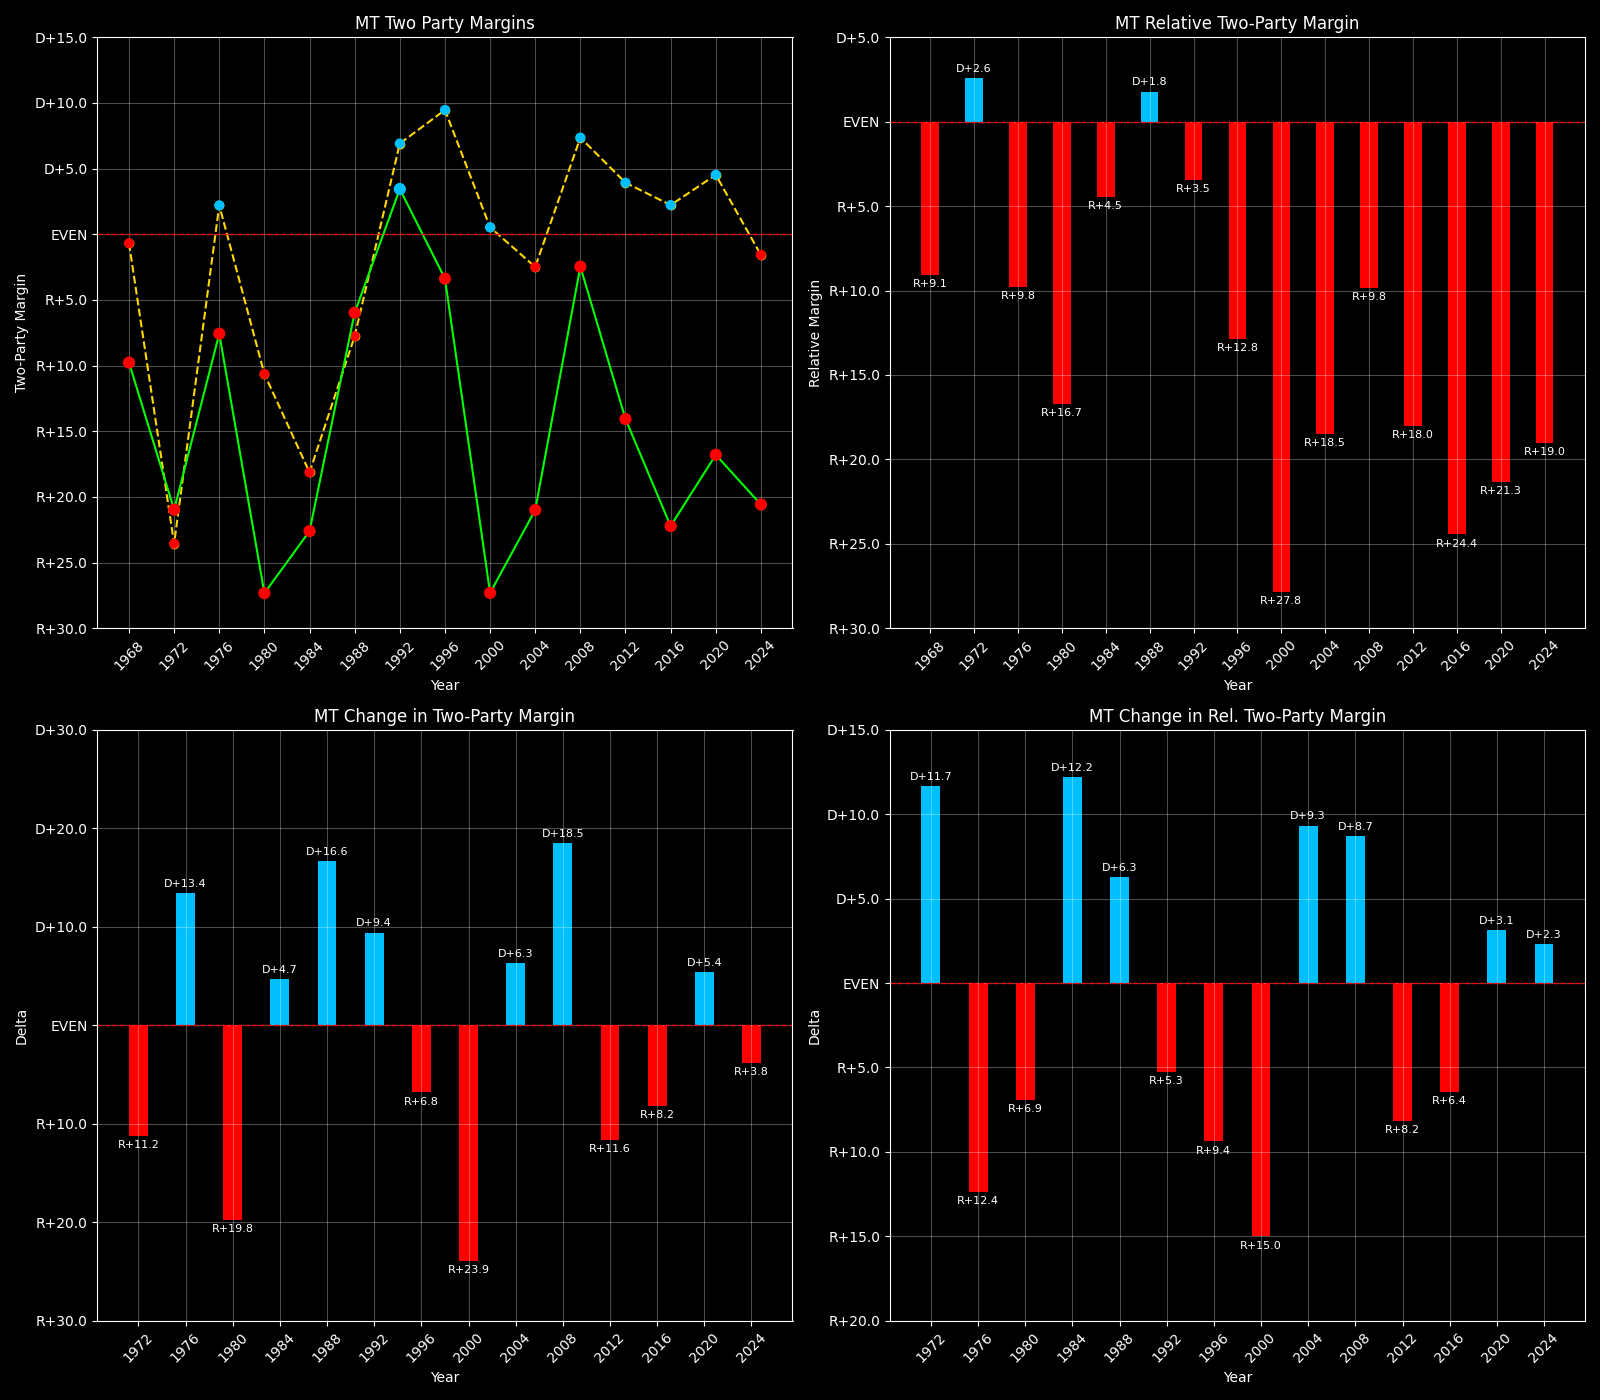 MT Two Party Margins
D+15.0
D+10.0
D+5.0
EVEN
R+5.0
R+10.0
R+15.0
R+20.0
R+25.0
R+30.0
Two-Party Margin
1968 1972 1976 1980 1984 1988 1992 1996 2000 2004 2008 2012 2016 2020 2024
Year
MT Relative Two-Party Margin
D+5.0
EVEN
R+5.0
R+10.0
R+15.0
R+20.0
R+25.0
R+30.0
Relative Margin
R+9.1
D+2.6
R+9.8
R+16.7
R+4.5
D+1.8
R+3.5
R+12.8
R+27.8
R+18.5
R+9.8
R+18.0
R+24.4
R+21.3
R+19.0
1968 1972 1976 1980 1984 1988 1992 1996 2000 2004 2008 2012 2016 2020 2024
Year
MT Change in Two-Party Margin
D+30.0
D+20.0
D+10.0
EVEN
R+10.0
R+20.0
R+30.0
Delta
R+11.2
D+13.4
R+19.8
D+4.7
D+16.6
D+9.4
R+6.8
R+23.9
D+6.3
D+18.5
R+11.6
R+8.2
D+5.4
R+3.8
1972 1976 1980 1984 1988 1992 1996 2000 2004 2008 2012 2016 2020 2024
Year
MT Change in Rel. Two-Party Margin
D+15.0
D+10.0
D+5.0
EVEN
R+5.0
R+10.0
R+15.0
R+20.0
Delta
D+11.7
R+12.4
R+6.9
D+12.2
D+6.3
R+5.3
R+9.4
R+15.0
D+9.3
D+8.7
R+8.2
R+6.4
D+3.1
D+2.3
1972 1976 1980 1984 1988 1992 1996 2000 2004 2008 2012 2016 2020 2024
Year